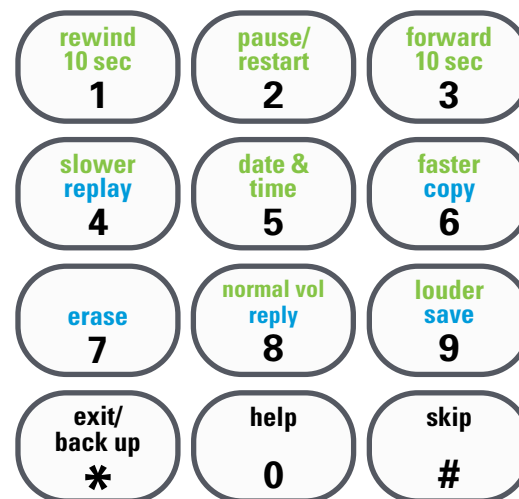 rewind
10 sec
1
pause/
restart
2
forward
10 sec
3
slower
replay
4
date &
time
5
faster
copy
6
erase
7
normal vol
reply
8
louder
save
9
exit/
back up
*
help
0
skip
#